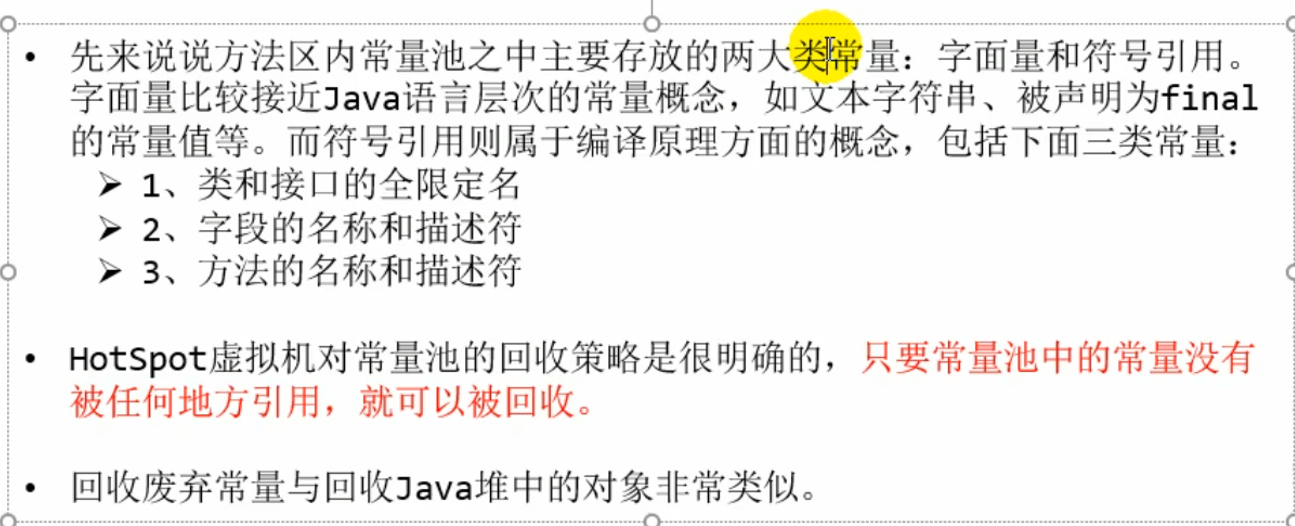 • 先来说说方法区内常量池之中主要存放的两大类常量：字面量和符号引用。
字面量比较接近Java语言层次的常量概念，如文本字符串、被声明为final
的常量值等。而符号引用则属于编译原理方面的概念，包括下面三类常量：
➢ 1、类和接口的全限定名
➢ 2、字段的名称和描述符
➢ 3、方法的名称和描述符
• HotSpot虚拟机对常量池的回收策略是很明确的，只要常量池中的常量没有
被任何地方引用，就可以被回收。
• 回收废弃常量与回收Java堆中的对象非常类似。